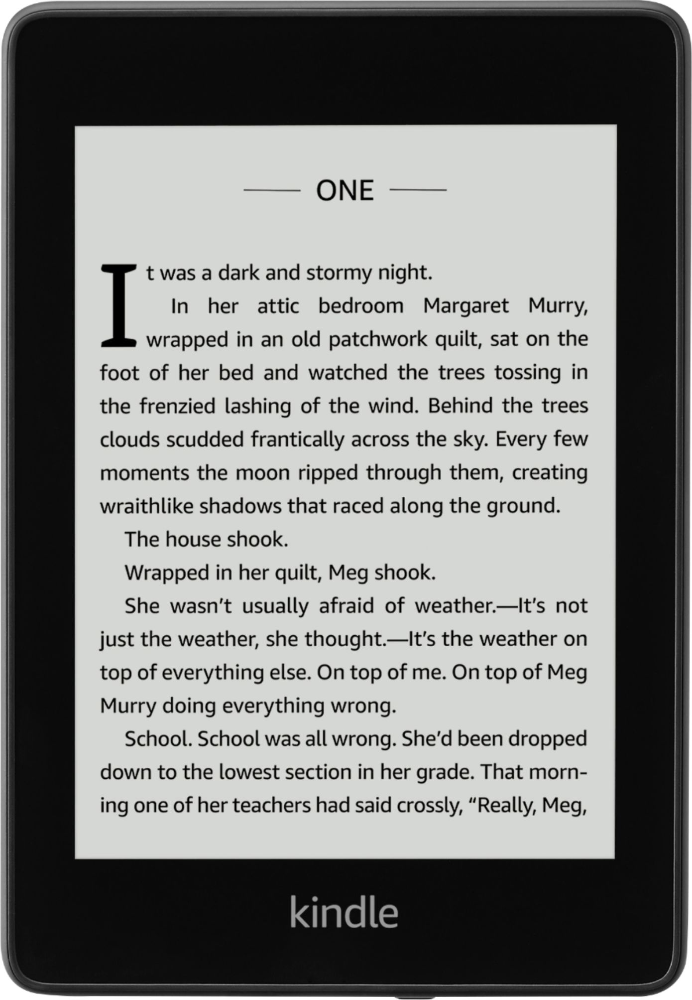 ONE
It was a dark and stormy night.
In her attic bedroom Margaret Murry,
wrapped in an old patchwork quilt, sat on the
foot of her bed and watched the trees tossing in
the frenzied lashing of the wind. Behind the trees
clouds scudded frantically across the sky. Every few
moments the moon ripped through them, creating
wraithlike shadows that raced along the ground.
The house shook.
Wrapped in her quilt, Meg shook.
She wasn’t usually afraid of weather.—It’s not
just the weather, she thought.—It’s the weather on
top of everything else. On top of me. On top of Meg
Murry doing everything wrong.
School. School was all wrong. She’d been dropped
down to the lowest section in her grade. That morn-
ing one of her teachers had said crossly, “Really, Meg,
kindle